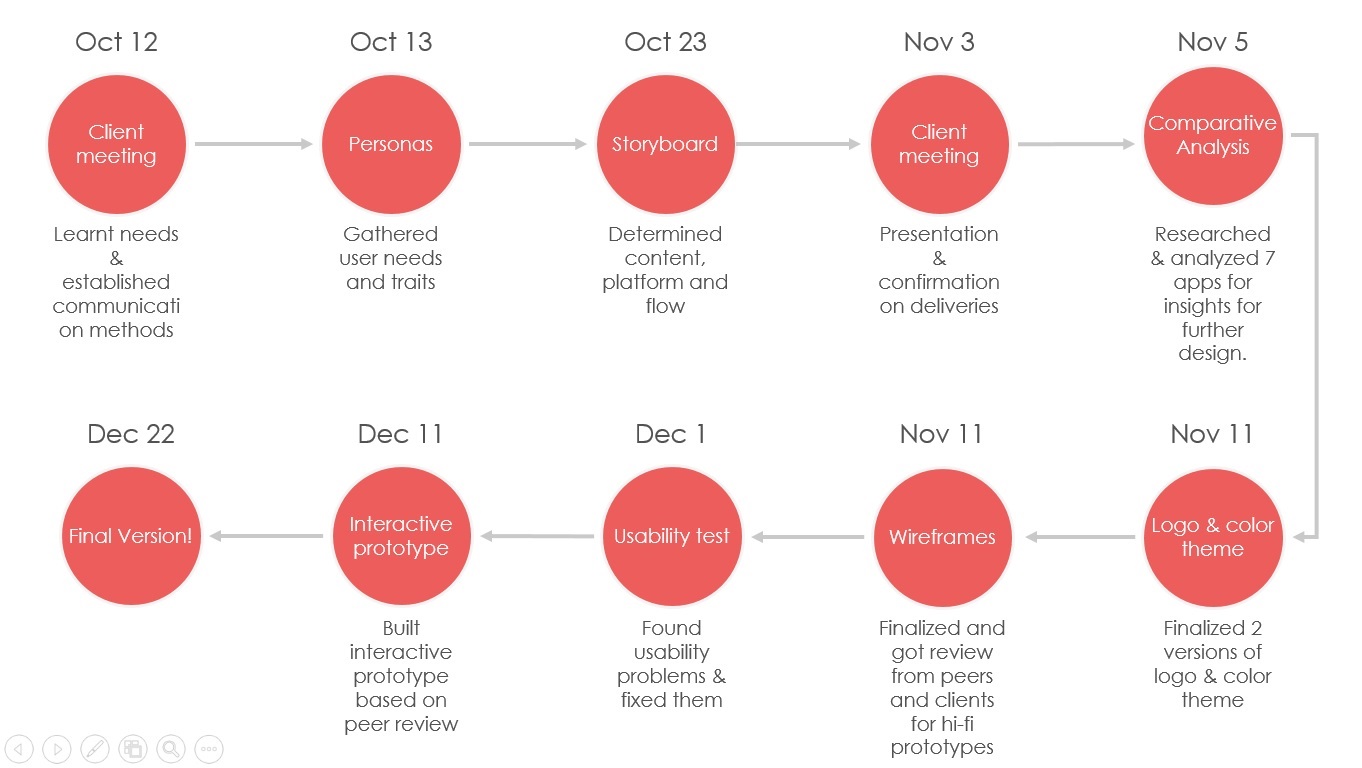 Oct 12
Client
meeting
Learnt needs
&
established
communicati
on methods
Oct 13
Personas
Gathered
user needs
and traits
Oct 23
Storyboard
Determined
content,
platform and
flow
Nov 3
Client
meeting
Presentation
&
confirmation
on deliveries
Nov 5
Comparative
Analysis
Researched
& analyzed 7
apps for
insights for
further
design.
Nov 11
Logo & color
theme
Finalized 2
versions of
logo & color
theme
Nov 11
Wireframes
Finalized and
got review
from peers
and clients
for hi-fi
prototypes
Dec 1
Usability test
Found
usability
problems &
fixed them
Dec 11
Interactive
prototype
Built
interactive
prototype
based on
peer review
Dec 22
Final Version!